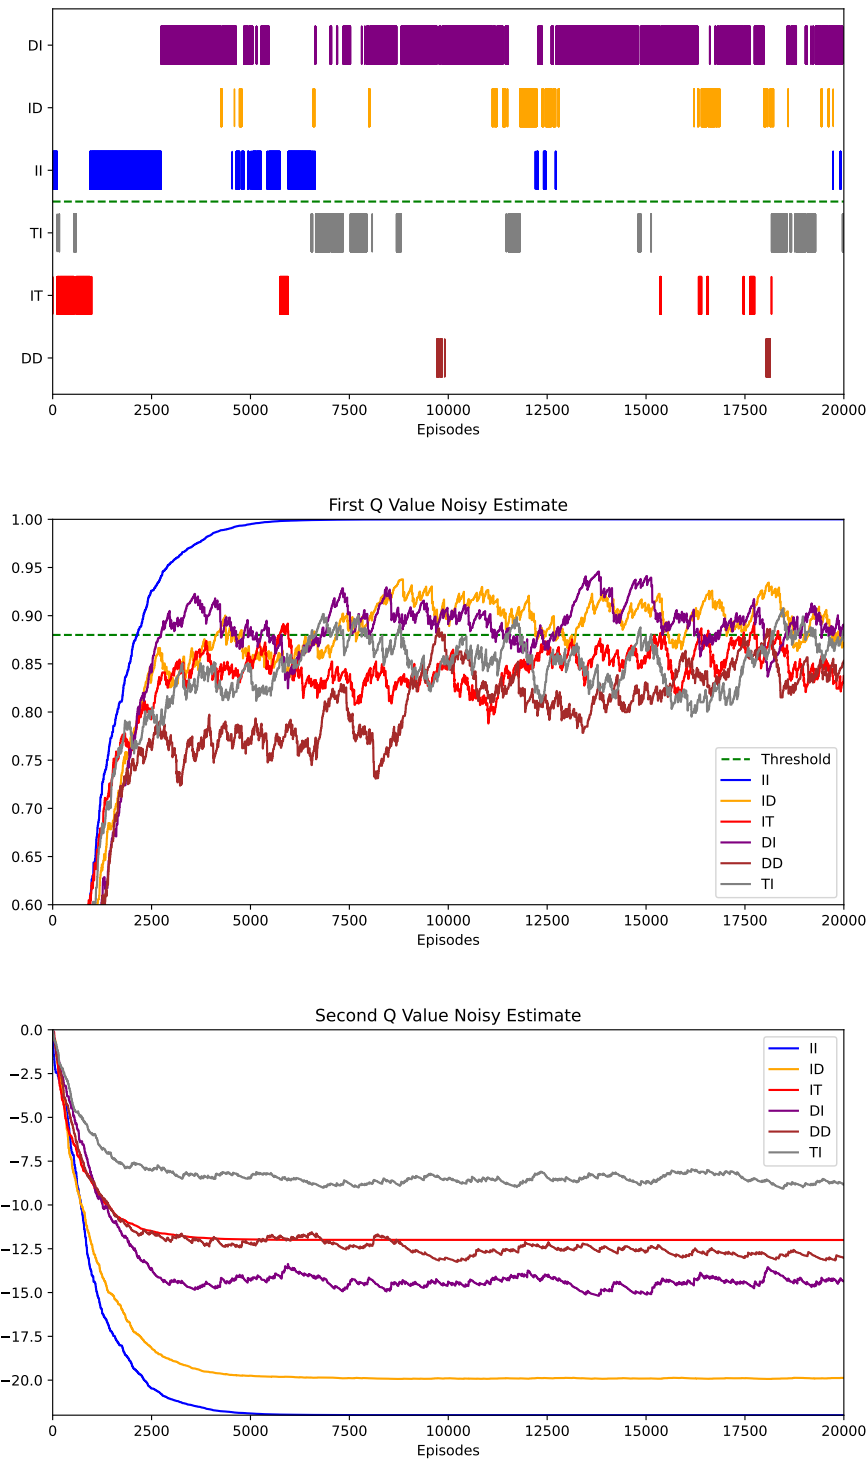 DI
ID
II
TI
IT
DD
0 2500 5000 7500 10000 12500 15000 17500 20000
Episodes
First Q Value Noisy Estimate
1.00
0.95
0.90
0.85
0.80
0.75
0.70
0.65
0.60
Threshold
II
ID
IT
DI
DD
TI
0 2500 5000 7500 10000 12500 15000 17500 20000
Episodes
Second Q Value Noisy Estimate
0.0
−2.5
−5.0
−7.5
−10.0
−12.5
−15.0
−17.5
−20.0
II
ID
IT
DI
DD
TI
0 2500 5000 7500 10000 12500 15000 17500 20000
Episodes